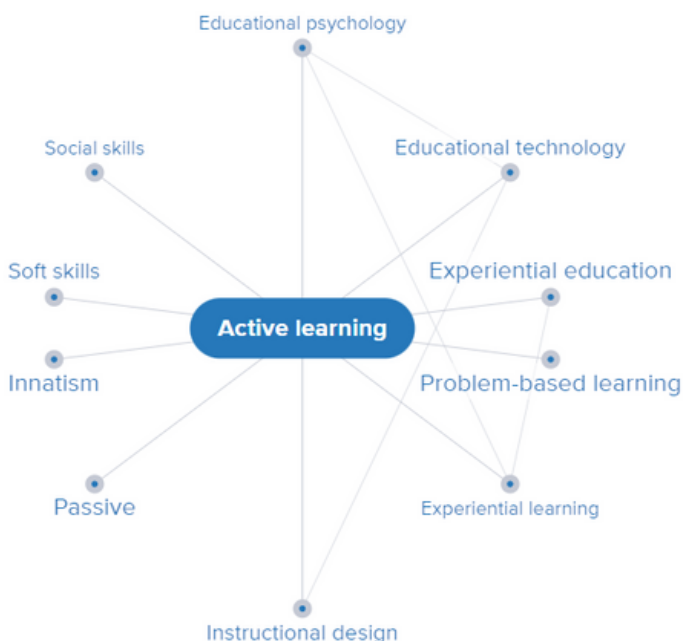 Educational psychology
Social skills
Educational technology
Soft skills
Experiential education
Active learning
Innatism
Problem-based learning
Passive
Experiential learning
Instructional design